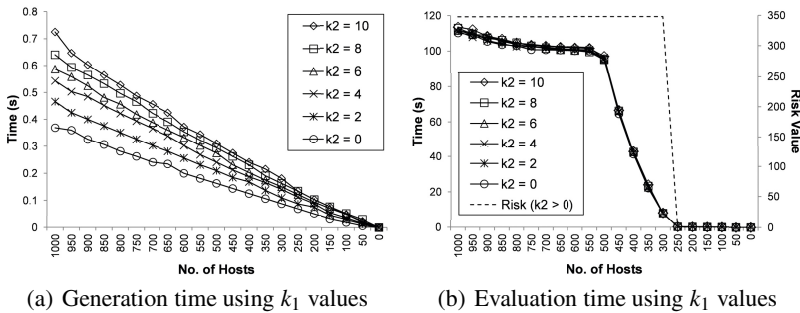 0.8
0.7
0.6
0.5
0.4
0.3
0.2
0.1
0
Time (s)
k2 = 10
k2 = 8
k2 = 6
k2 = 4
k2 = 2
k2 = 0
1000 950 900 850 800 750 700 650 600 550 500 450 400 350 300 250 200 150 100 50 0
No. of Hosts
(a) Generation time using k₁ values
120
100
80
60
40
20
0
Time (s)
k2 = 10
k2 = 8
k2 = 6
k2 = 4
k2 = 2
k2 = 0
Risk (k2 > 0)
350
300
250
200
150
100
50
0
Risk Value
1000 950 900 850 800 750 700 650 600 550 500 450 400 350 300 250 200 150 100 50 0
No. of Hosts
(b) Evaluation time using k₁ values